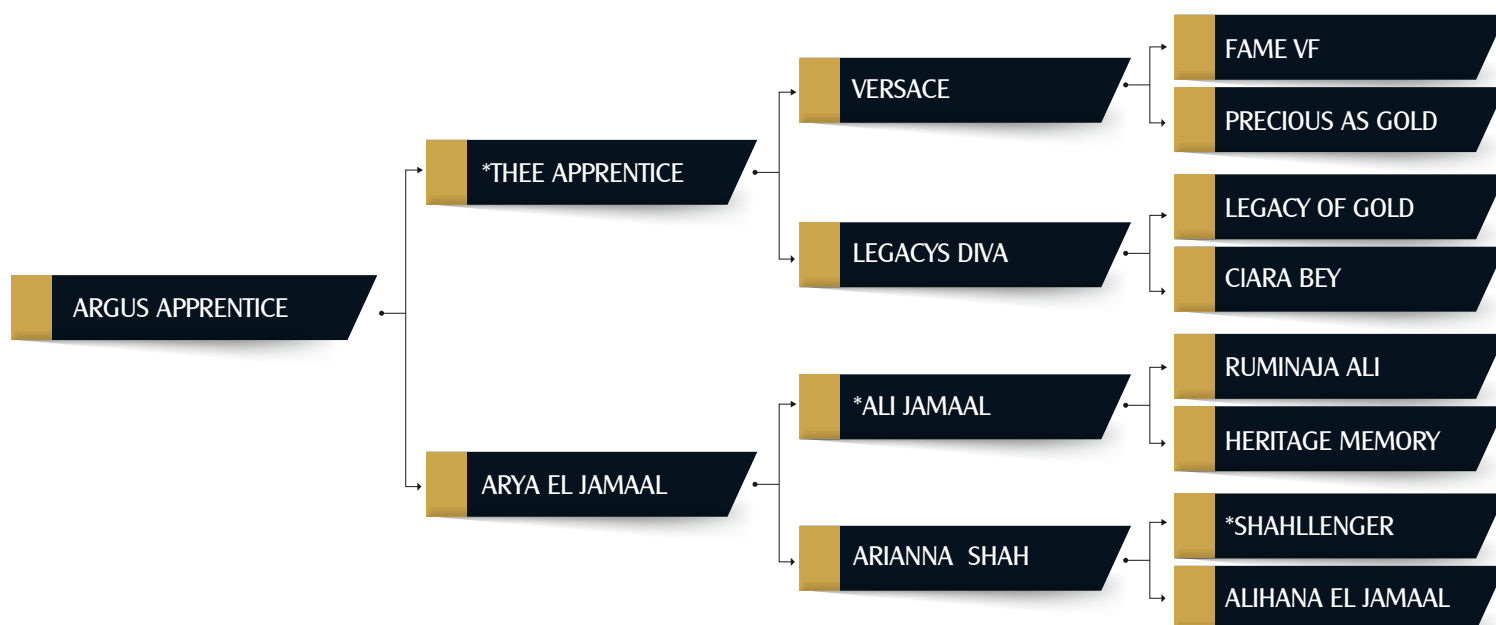 FAME VF
VERSACE
PRECIOUS AS GOLD
*THEE APPRENTICE
LEGACY OF GOLD
LEGACYS DIVA
CIARA BEY
ARGUS APPRENTICE
RUMINAJA ALI
*ALI JAMAAL
HERITAGE MEMORY
ARYA EL JAMAAL
*SHAHLLENGER
ARIANNA  SHAH
ALIHANA EL JAMAAL